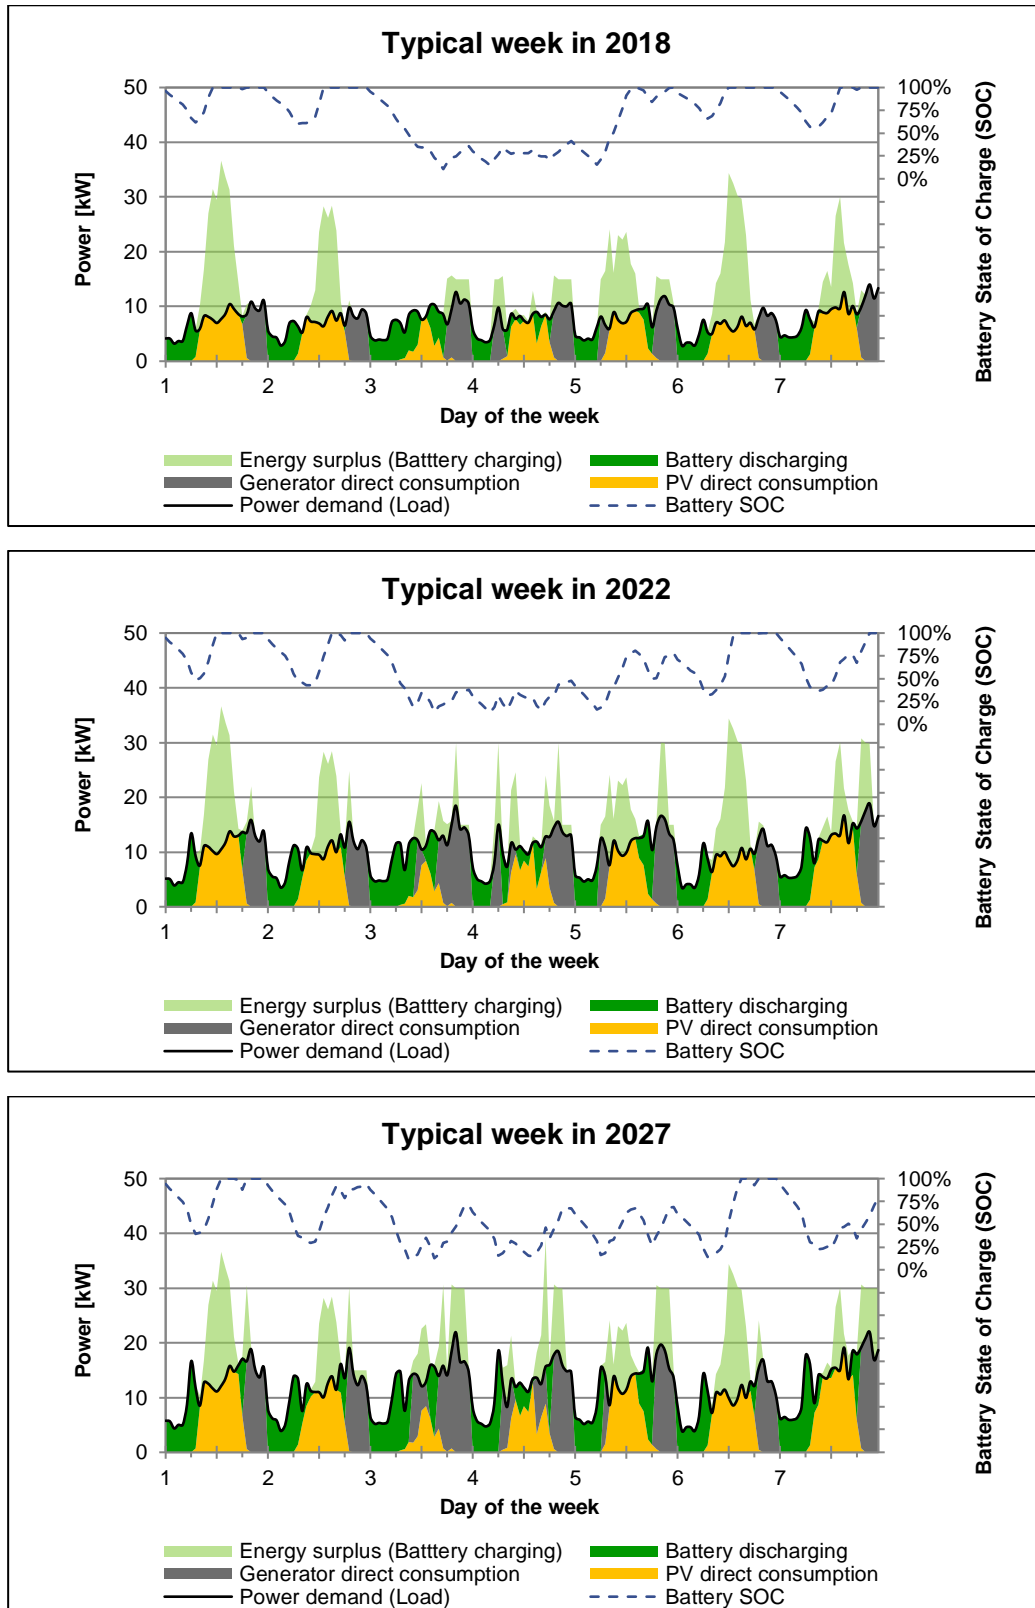 Typical week in 2018
50
40
30
20
10
0
Power [kW]
100%
75%
50%
25%
0%
Battery State of Charge (SOC)
1 2 3 4 5 6 7
Day of the week
Energy surplus (Batttery charging) Battery discharging
Generator direct consumption PV direct consumption
Power demand (Load) Battery SOC
Typical week in 2022
50
40
30
20
10
0
Power [kW]
100%
75%
50%
25%
0%
Battery State of Charge (SOC)
1 2 3 4 5 6 7
Day of the week
Energy surplus (Batttery charging) Battery discharging
Generator direct consumption PV direct consumption
Power demand (Load) Battery SOC
Typical week in 2027
50
40
30
20
10
0
Power [kW]
100%
75%
50%
25%
0%
Battery State of Charge (SOC)
1 2 3 4 5 6 7
Day of the week
Energy surplus (Batttery charging) Battery discharging
Generator direct consumption PV direct consumption
Power demand (Load) Battery SOC